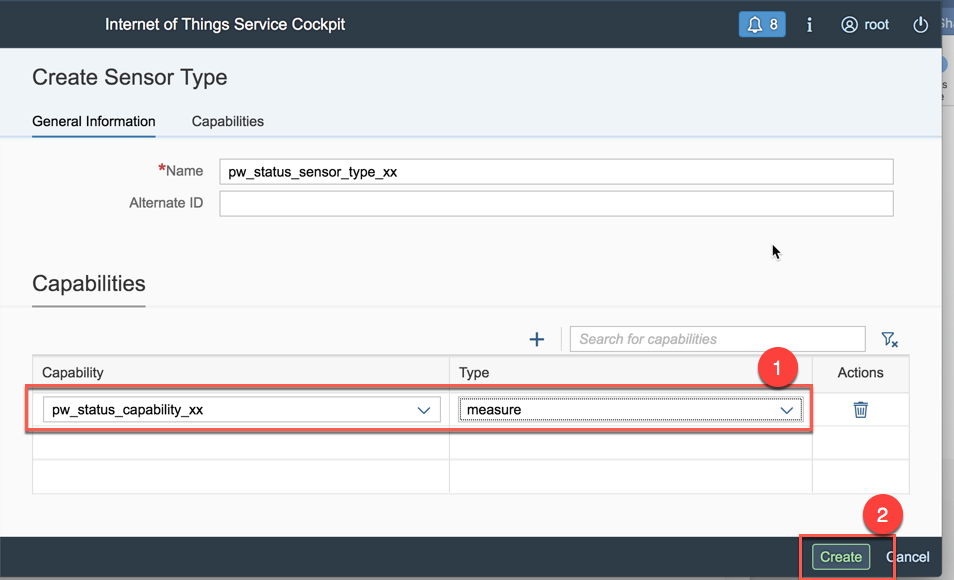 Internet of Things Service Cockpit 8 i root
Create Sensor Type
General Information Capabilities
*Name pw_status_sensor_type_xx
Alternate ID
Capabilities
+ Search for capabilities
Capability Type 1 Actions
pw_status_capability_xx measure
2
Create Cancel